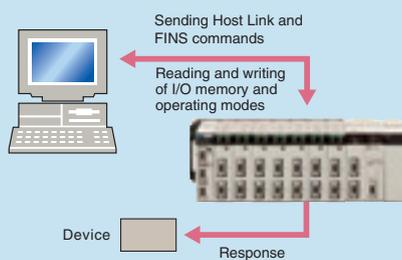 Sending Host Link and
FINS commands
Reading and writing
of I/O memory and
operating modes
Device
Response